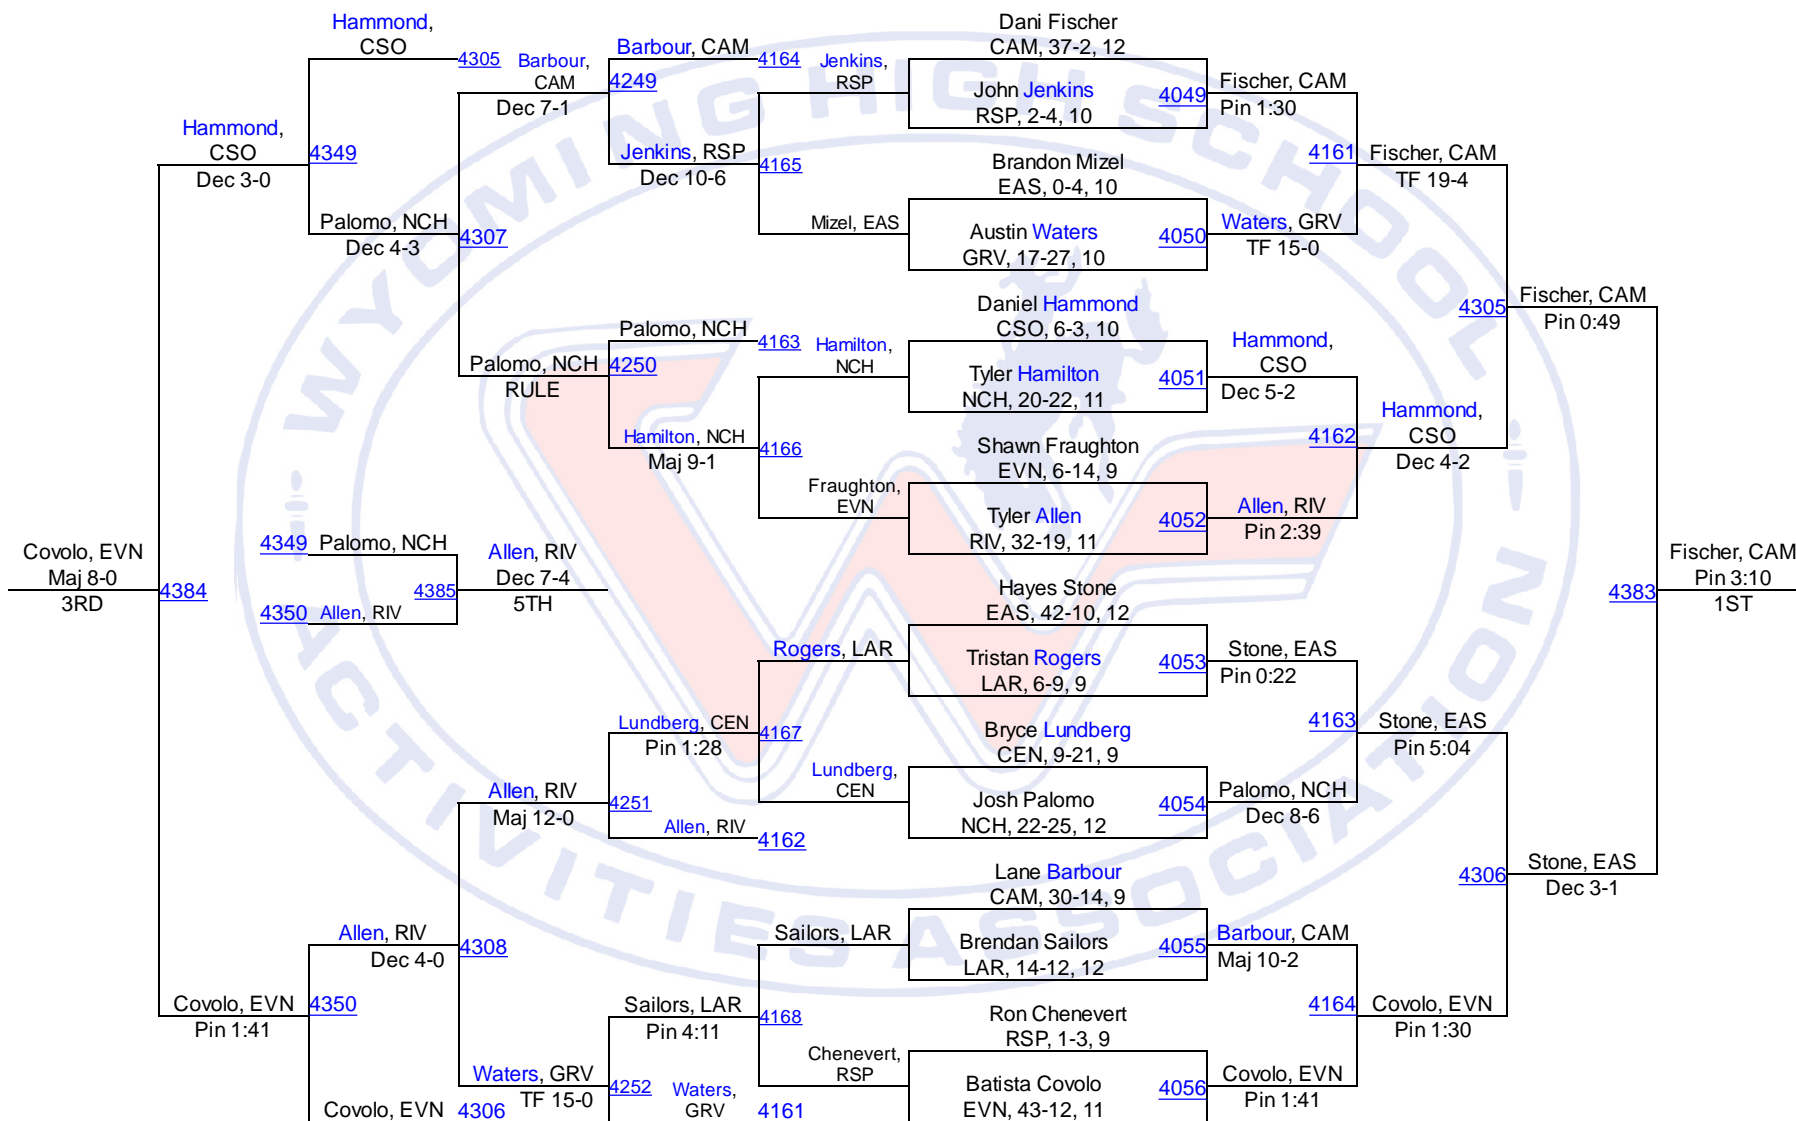 Hammond,
CSO
4305
Barbour,
CAM
Dec 7-1
Barbour, CAM
4249
4164
Jenkins,
RSP
Dani Fischer
CAM, 37-2, 12
John Jenkins
RSP, 2-4, 10
4049
Fischer, CAM
Pin 1:30
Hammond,
CSO
Dec 3-0
4349
Jenkins, RSP
Dec 10-6
4165
Brandon Mizel
EAS, 0-4, 10
4161
Fischer, CAM
TF 19-4
Palomo, NCH
Dec 4-3
4307
Mizel, EAS
Austin Waters
GRV, 17-27, 10
4050
Waters, GRV
TF 15-0
Daniel Hammond
CSO, 6-3, 10
4305
Fischer, CAM
Pin 0:49
Palomo, NCH
RULE
4250
Palomo, NCH
4163
Hamilton,
NCH
Tyler Hamilton
NCH, 20-22, 11
4051
Hammond,
CSO
Dec 5-2
Hamilton, NCH
Maj 9-1
4166
Shawn Fraughton
EVN, 6-14, 9
4162
Hammond,
CSO
Dec 4-2
Fraughton,
EVN
Tyler Allen
RIV, 32-19, 11
4052
Allen, RIV
Pin 2:39
Covolo, EVN
Maj 8-0
3RD
4384
4349
Palomo, NCH
4350
Allen, RIV
4385
Allen, RIV
Dec 7-4
5TH
Hayes Stone
EAS, 42-10, 12
4383
Fischer, CAM
Pin 3:10
1ST
Rogers, LAR
Tristan Rogers
LAR, 6-9, 9
4053
Stone, EAS
Pin 0:22
Lundberg, CEN
Pin 1:28
4167
Bryce Lundberg
CEN, 9-21, 9
4163
Stone, EAS
Pin 5:04
Allen, RIV
Maj 12-0
4251
Allen, RIV
4162
Lundberg,
CEN
Josh Palomo
NCH, 22-25, 12
4054
Palomo, NCH
Dec 8-6
Lane Barbour
CAM, 30-14, 9
4306
Stone, EAS
Dec 3-1
Allen, RIV
Dec 4-0
4308
Sailors, LAR
Brendan Sailors
LAR, 14-12, 12
4055
Barbour, CAM
Maj 10-2
Covolo, EVN
Pin 1:41
4350
Sailors, LAR
Pin 4:11
4168
Ron Chenevert
RSP, 1-3, 9
4164
Covolo, EVN
Pin 1:30
Waters, GRV
TF 15-0
4252
Chenevert,
RSP
Batista Covolo
EVN, 43-12, 11
4056
Covolo, EVN
Pin 1:41
Covolo, EVN
4306
Waters,
GRV
4161
WYOMING HIGH SCHOOL
ACTIVITIES ASSOCIATION